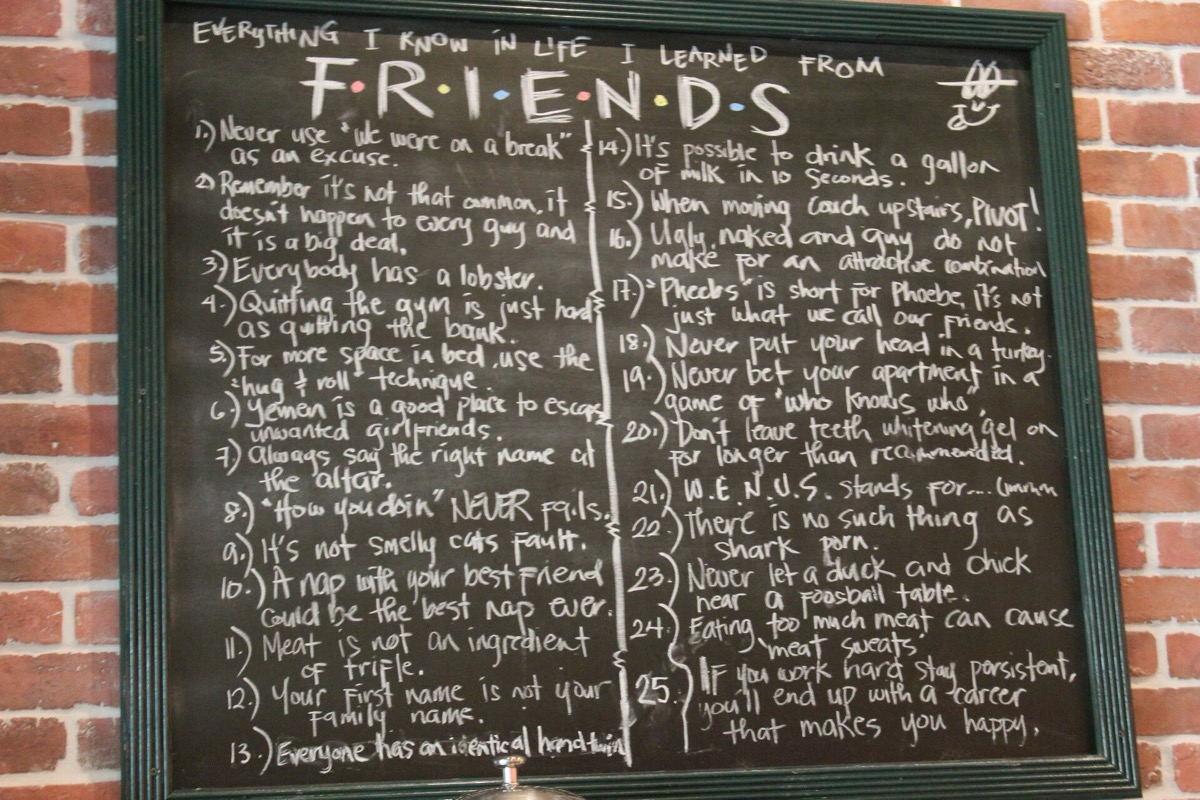 EVERYTHING I KNOW IN LIFE I LEARNED FROM
F·R·I·E·N·D·S
1.) Never use "we were on a break"
as an excuse.
2) Remember it's not that common, it
doesn't happen to every guy and
it is a big deal.
3.) Everybody has a lobster.
4.) Quitting the gym is just hard
as quitting the bank.
5.) For more space in bed, use the
"hug & roll" technique.
6.) Yemen is a good place to escape
unwanted girlfriends.
7.) Always say the right name at
the altar.
8.) "How you doin" NEVER fails.
9.) It's not smelly cats fault.
10.) A nap with your best friend
could be the best nap ever.
11.) Meat is not an ingredient
of trifle.
12.) Your first name is not your
family name.
13.) Everyone has an identical hand twin
14.) It's possible to drink a gallon
of milk in 10 seconds.
15.) When moving couch upstairs, PIVOT!
16.) Ugly, naked and guy do not
make for an attractive combination
17.) "Pheebs" is short for Phoebe, it's not
just what we call our friends.
18.) Never put your head in a turkey.
19.) Never bet your apartment in a
game of "who knows who".
20.) Don't leave teeth whitening gel on
for longer than recommended.
21.) W.E.N.U.S. stands for....
22.) There is no such thing as
shark porn.
23.) Never let a duck and chick
near a foosball table.
24.) Eating too much meat can cause
'meat sweats'
25.) If you work hard stay persistent,
you'll end up with a career
that makes you happy.